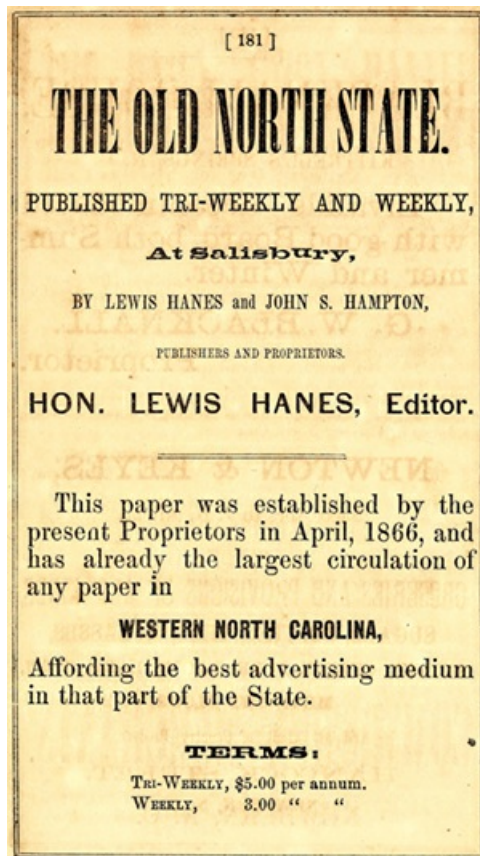 [ 181 ]
THE OLD NORTH STATE.
PUBLISHED TRI-WEEKLY AND WEEKLY,
At Salisbury,
BY LEWIS HANES and JOHN S. HAMPTON,
PUBLISHERS AND PROPRIETORS.
HON. LEWIS HANES, Editor.
This paper was established by the
present Proprietors in April, 1866, and
has already the largest circulation of
any paper in
WESTERN NORTH CAROLINA,
Affording the best advertising medium
in that part of the State.
TERMS:
TRI-WEEKLY, $5.00 per annum.
WEEKLY, 3.00 “ “